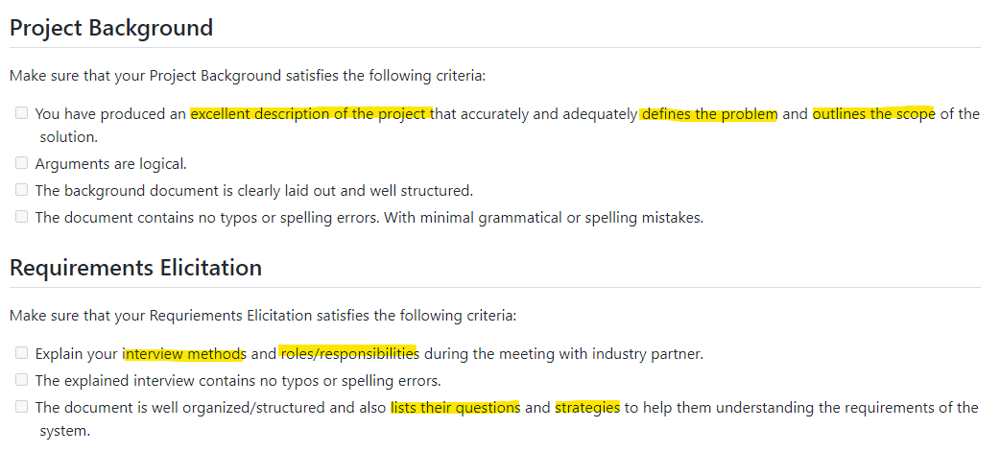 Project Background
Make sure that your Project Background satisfies the following criteria:
You have produced an excellent description of the project that accurately and adequately defines the problem and outlines the scope of the
solution.
Arguments are logical.
The background document is clearly laid out and well structured.
The document contains no typos or spelling errors. With minimal grammatical or spelling mistakes.
Requirements Elicitation
Make sure that your Requriements Elicitation satisfies the following criteria:
Explain your interview methods and roles/responsibilities during the meeting with industry partner.
The explained interview contains no typos or spelling errors.
The document is well organized/structured and also lists their questions and strategies to help them understanding the requirements of the
system.